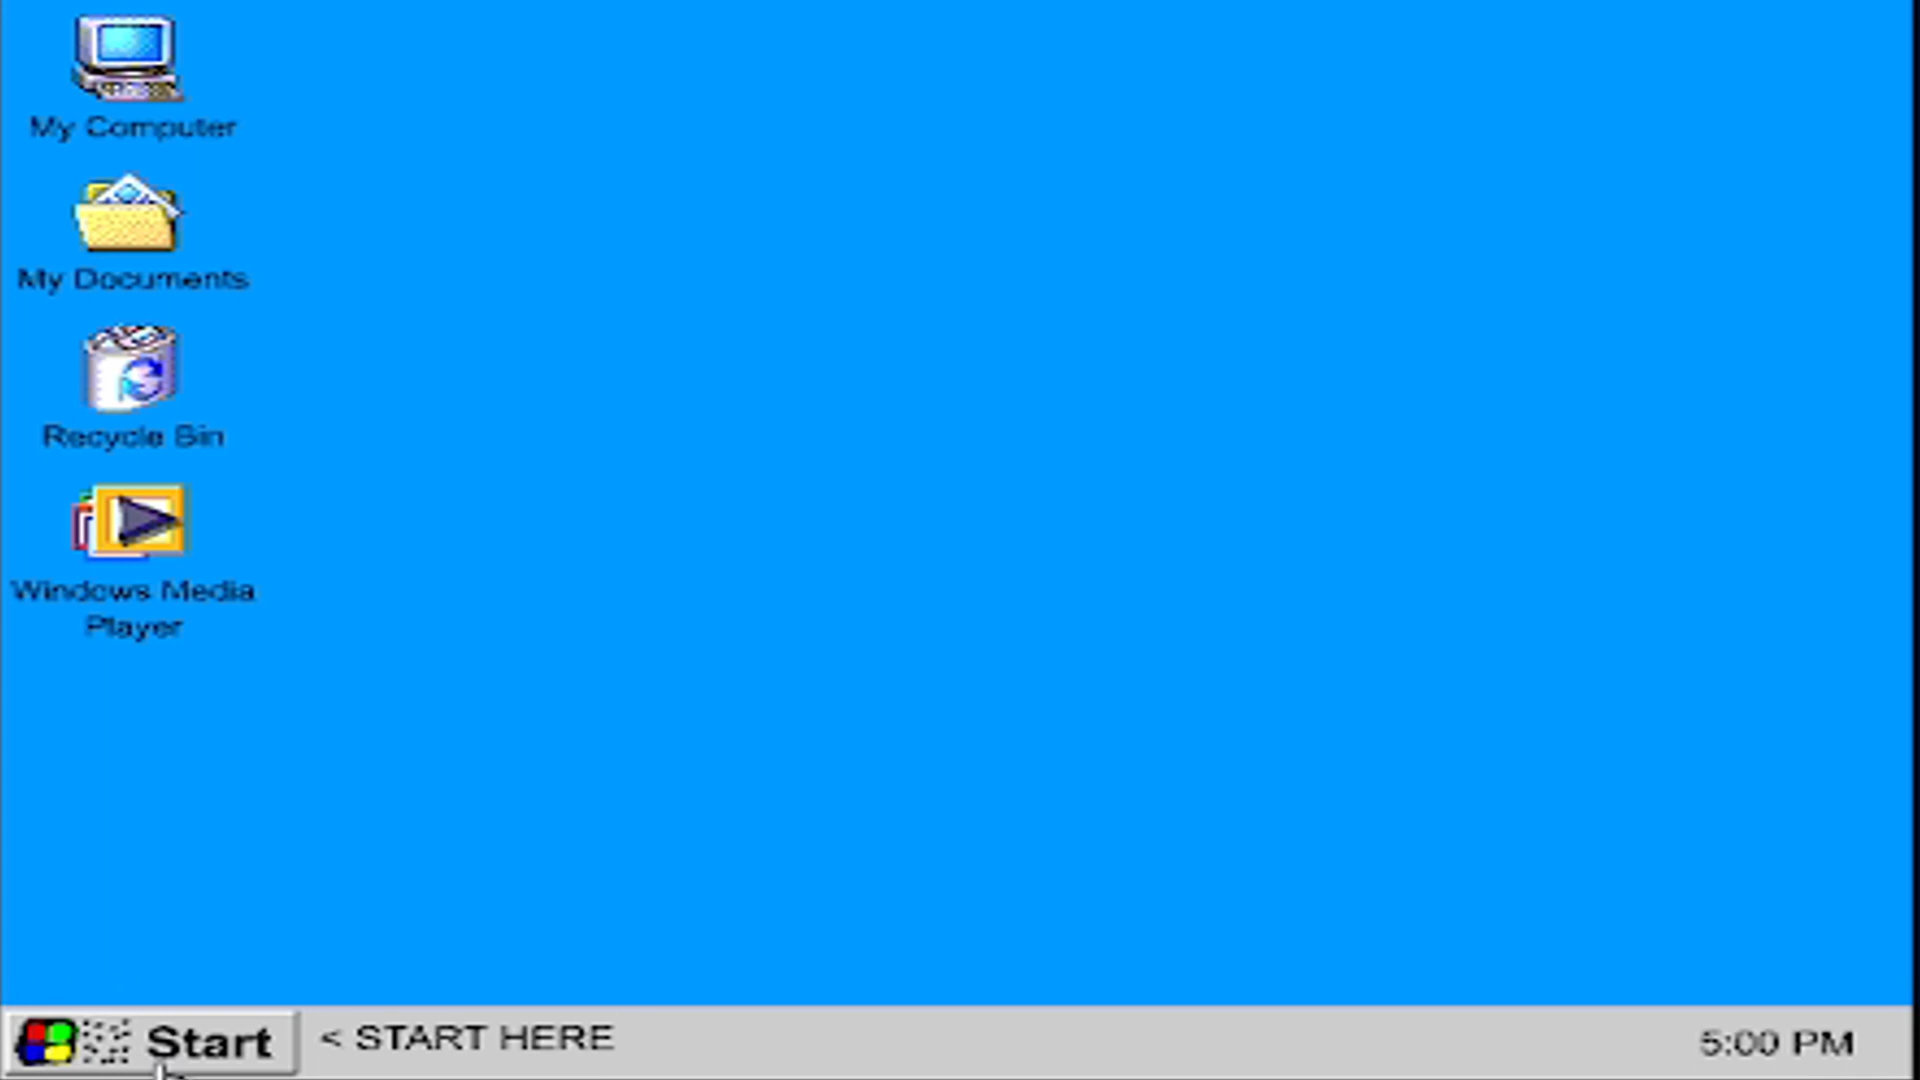 My Computer
My Documents
Recycle Bin
Windows Media
Player
Start
< START HERE
5:00 PM